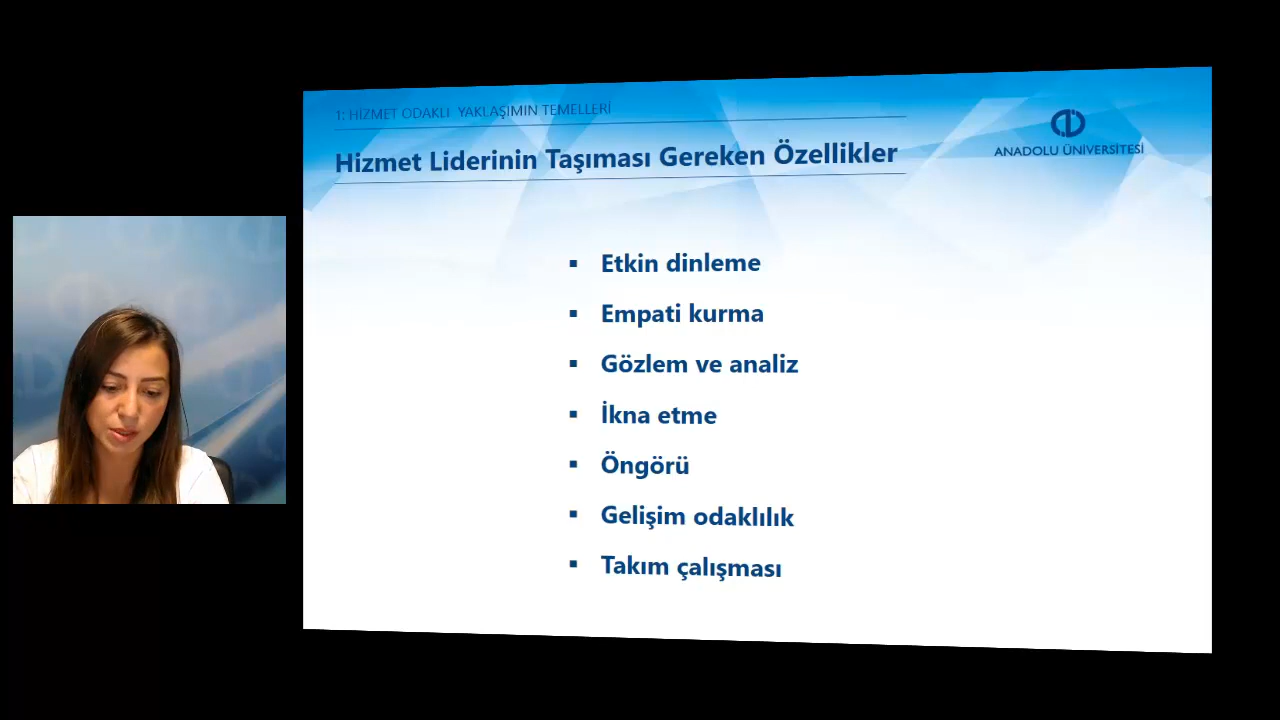 1: HİZMET ODAKLI YAKLAŞIMIN TEMELLERİ
Hizmet Liderinin Taşıması Gereken Özellikler
ANADOLU ÜNİVERSİTESİ
▪ Etkin dinleme
▪ Empati kurma
▪ Gözlem ve analiz
▪ İkna etme
▪ Öngörü
▪ Gelişim odaklılık
▪ Takım çalışması